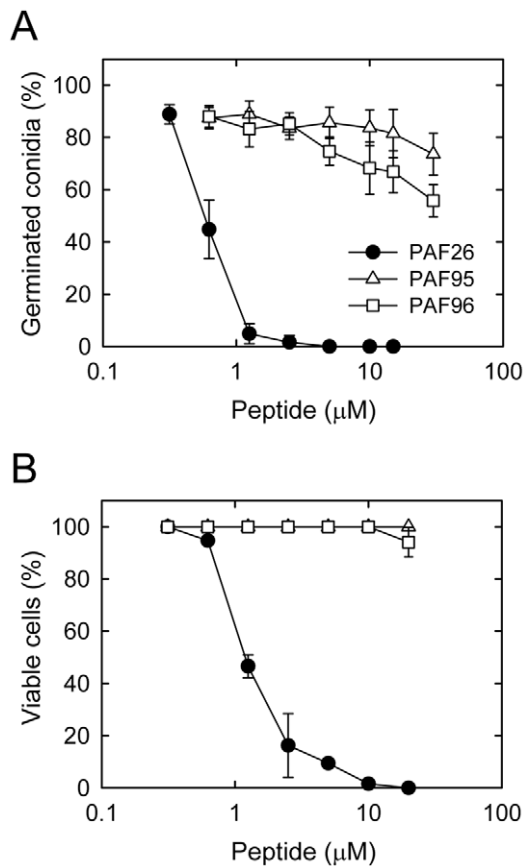 A
Germinated conidia (%)
100
80
60
40
20
0
PAF26
PAF95
PAF96
0.1 1 10 100
Peptide (μM)
B
Viable cells (%)
100
80
60
40
20
0
0.1 1 10 100
Peptide (μM)